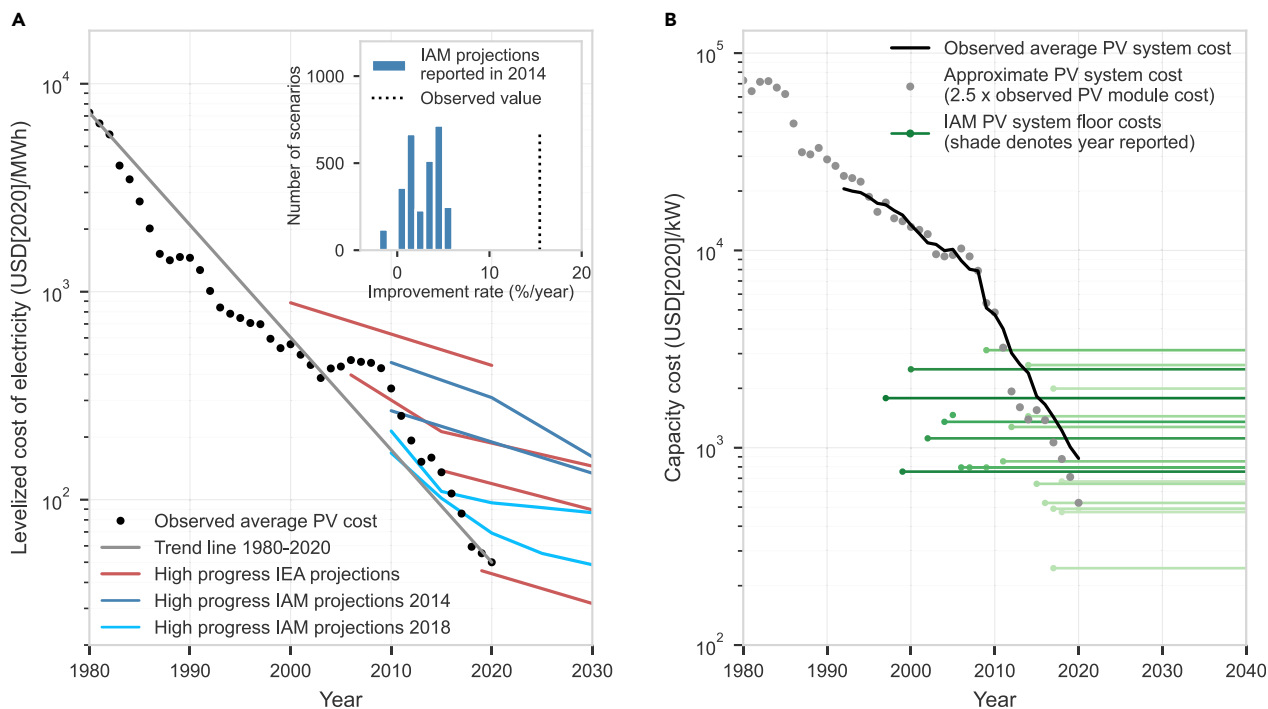 A
Levelized cost of electricity (USD[2020]/MWh)
10⁴
10³
10²
1980
1990
2000
2010
2020
2030
Year
Observed average PV cost
Trend line 1980-2020
High progress IEA projections
High progress IAM projections 2014
High progress IAM projections 2018
Number of scenarios
1000
500
0
0
10
20
Improvement rate (%/year)
IAM projections
reported in 2014
Observed value
B
Capacity cost (USD[2020]/kW)
10⁵
10⁴
10³
10²
1980
1990
2000
2010
2020
2030
2040
Year
Observed average PV system cost
Approximate PV system cost
(2.5 x observed PV module cost)
IAM PV system floor costs
(shade denotes year reported)